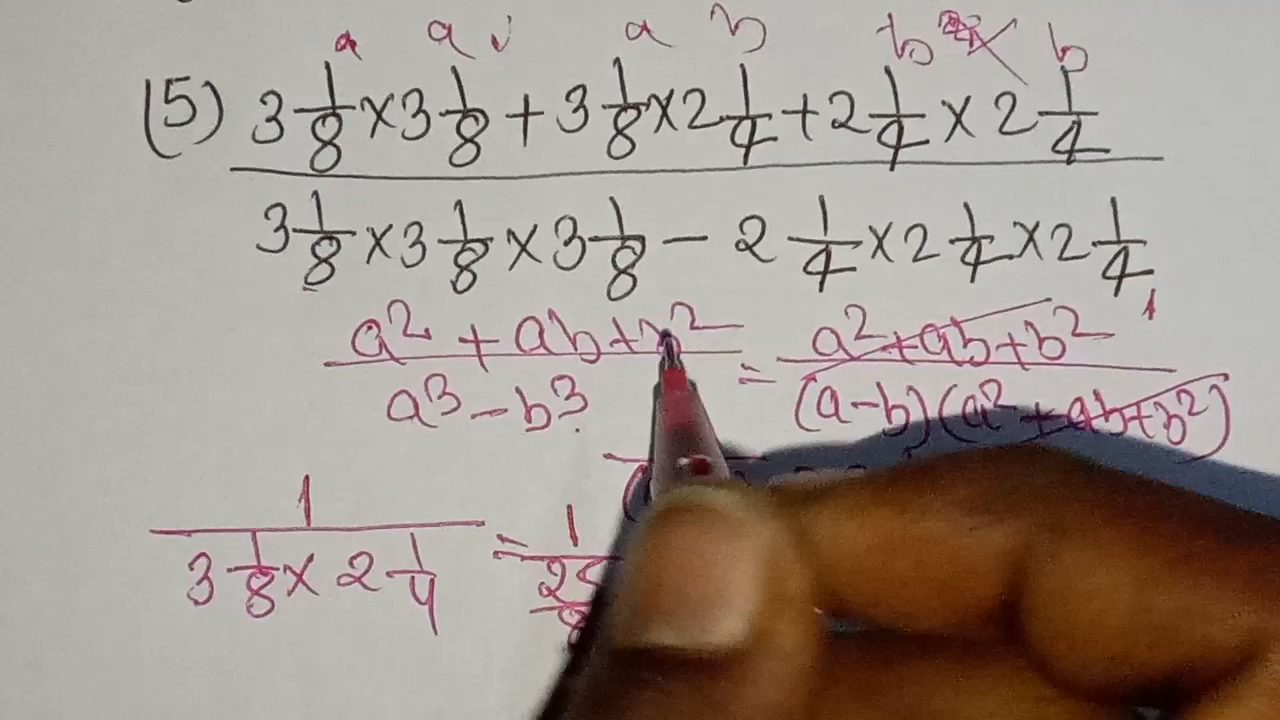 a a a b b b
(5) 3 1/8 × 3 1/8 + 3 1/8 × 2 1/4 + 2 1/4 × 2 1/4
3 1/8 × 3 1/8 × 3 1/8 − 2 1/4 × 2 1/4 × 2 1/4
a² + ab + b² / a³ − b³ = a² + ab + b² / (a−b)(a² + ab + b²) 1
1 / 3 1/8 × 2 1/4 = 1 / 25/8